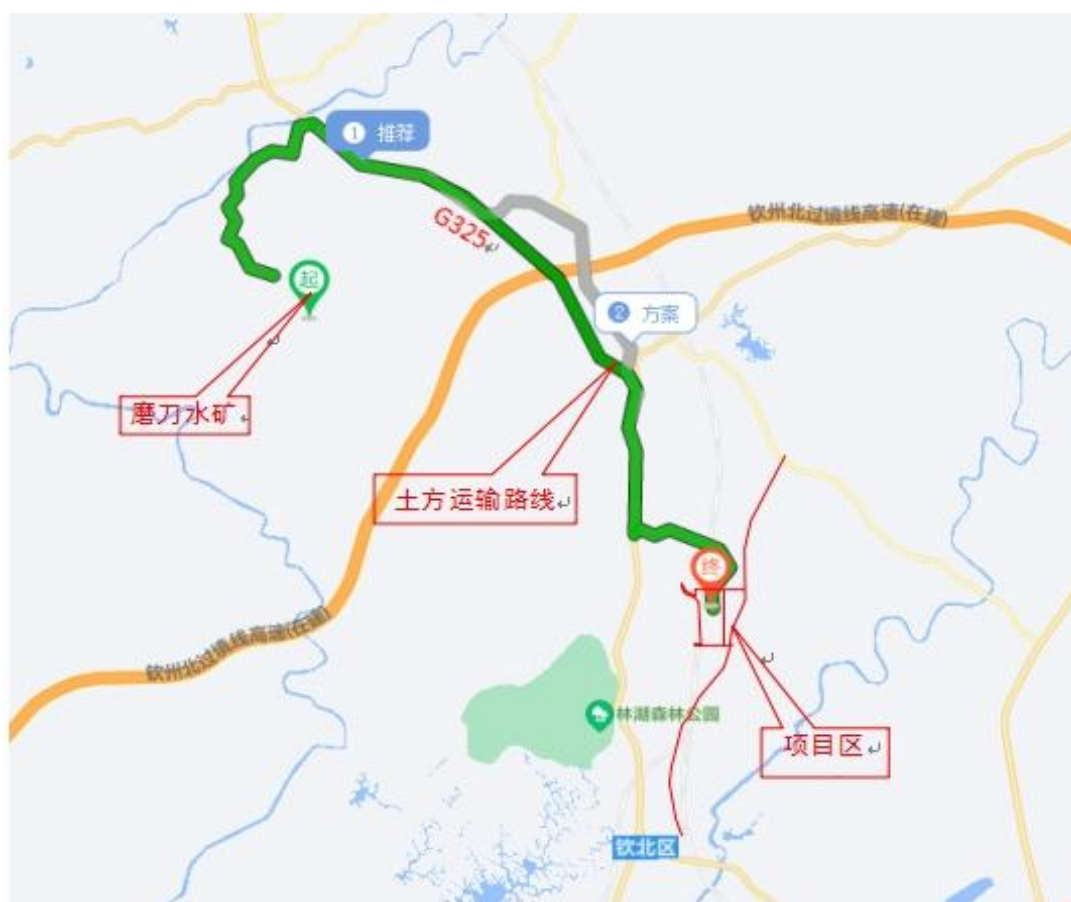 1 推荐
钦州北过境线高速(在建)
G325
起
2 方案
磨刀水矿
土方运输路线
终
钦州北过境线高速(在建)
林湖森林公园
项目区
钦北区